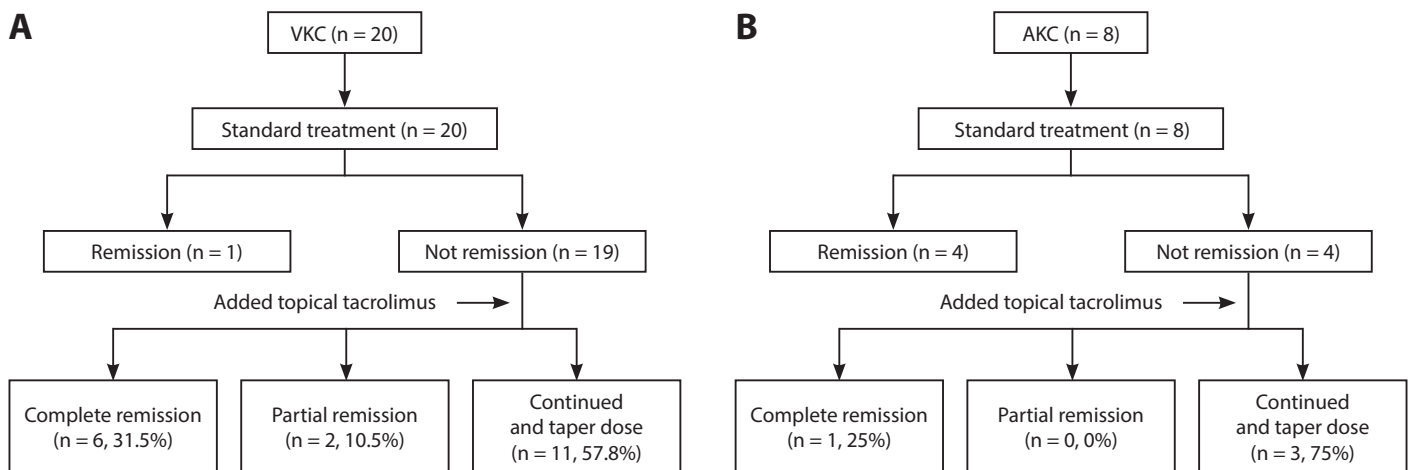 A
VKC (n = 20)
Standard treatment (n = 20)
Remission (n = 1)
Not remission (n = 19)
Added topical tacrolimus
Complete remission
(n = 6, 31.5%)
Partial remission
(n = 2, 10.5%)
Continued
and taper dose
(n = 11, 57.8%)
B
AKC (n = 8)
Standard treatment (n = 8)
Remission (n = 4)
Not remission (n = 4)
Added topical tacrolimus
Complete remission
(n = 1, 25%)
Partial remission
(n = 0, 0%)
Continued
and taper dose
(n = 3, 75%)